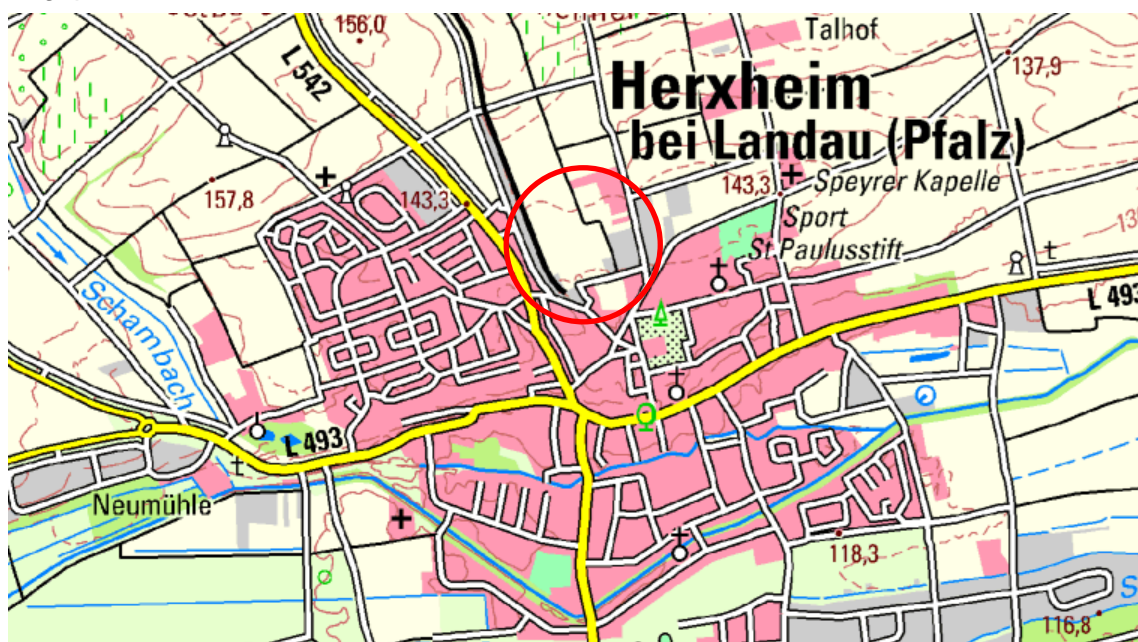 156,0
Talhof
L 542
137,9
Herxheim
bei Landau (Pfalz)
157,8
143,3
143,3
Speyrer Kapelle
Sport
St Paulusstift
Schambach
L 493
L 493
Neumühle
118,3
S
116,8